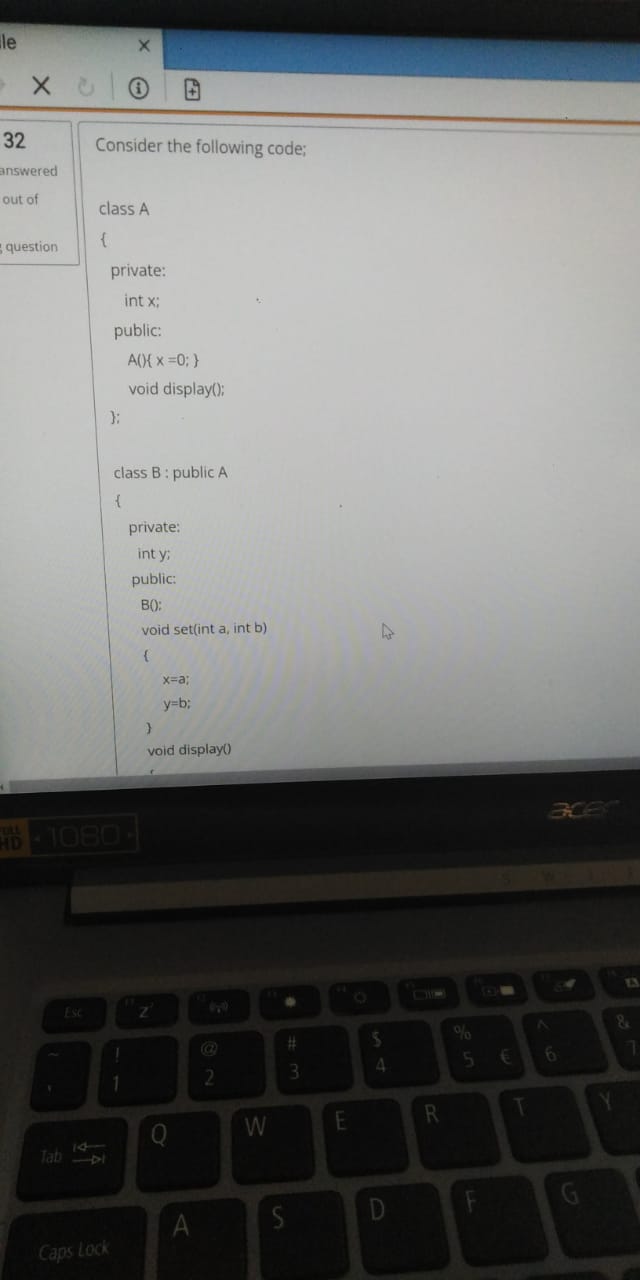 lle
32
Consider the following code;
answered
out of
class A
{
question
private:
int x;
public:
A(){ x =0; }
void display();
};
class B : public A
{
private:
int y;
public:
B();
void set(int a, int b)
{
x=a;
y=b;
}
void display()
acer
FULL
HD
1080
S W I F
Esc Z
~ ! @ # $ % ^ &
1 2 3 4 5 € 6 7
Tab Q W E R T Y
Caps Lock A S D F G